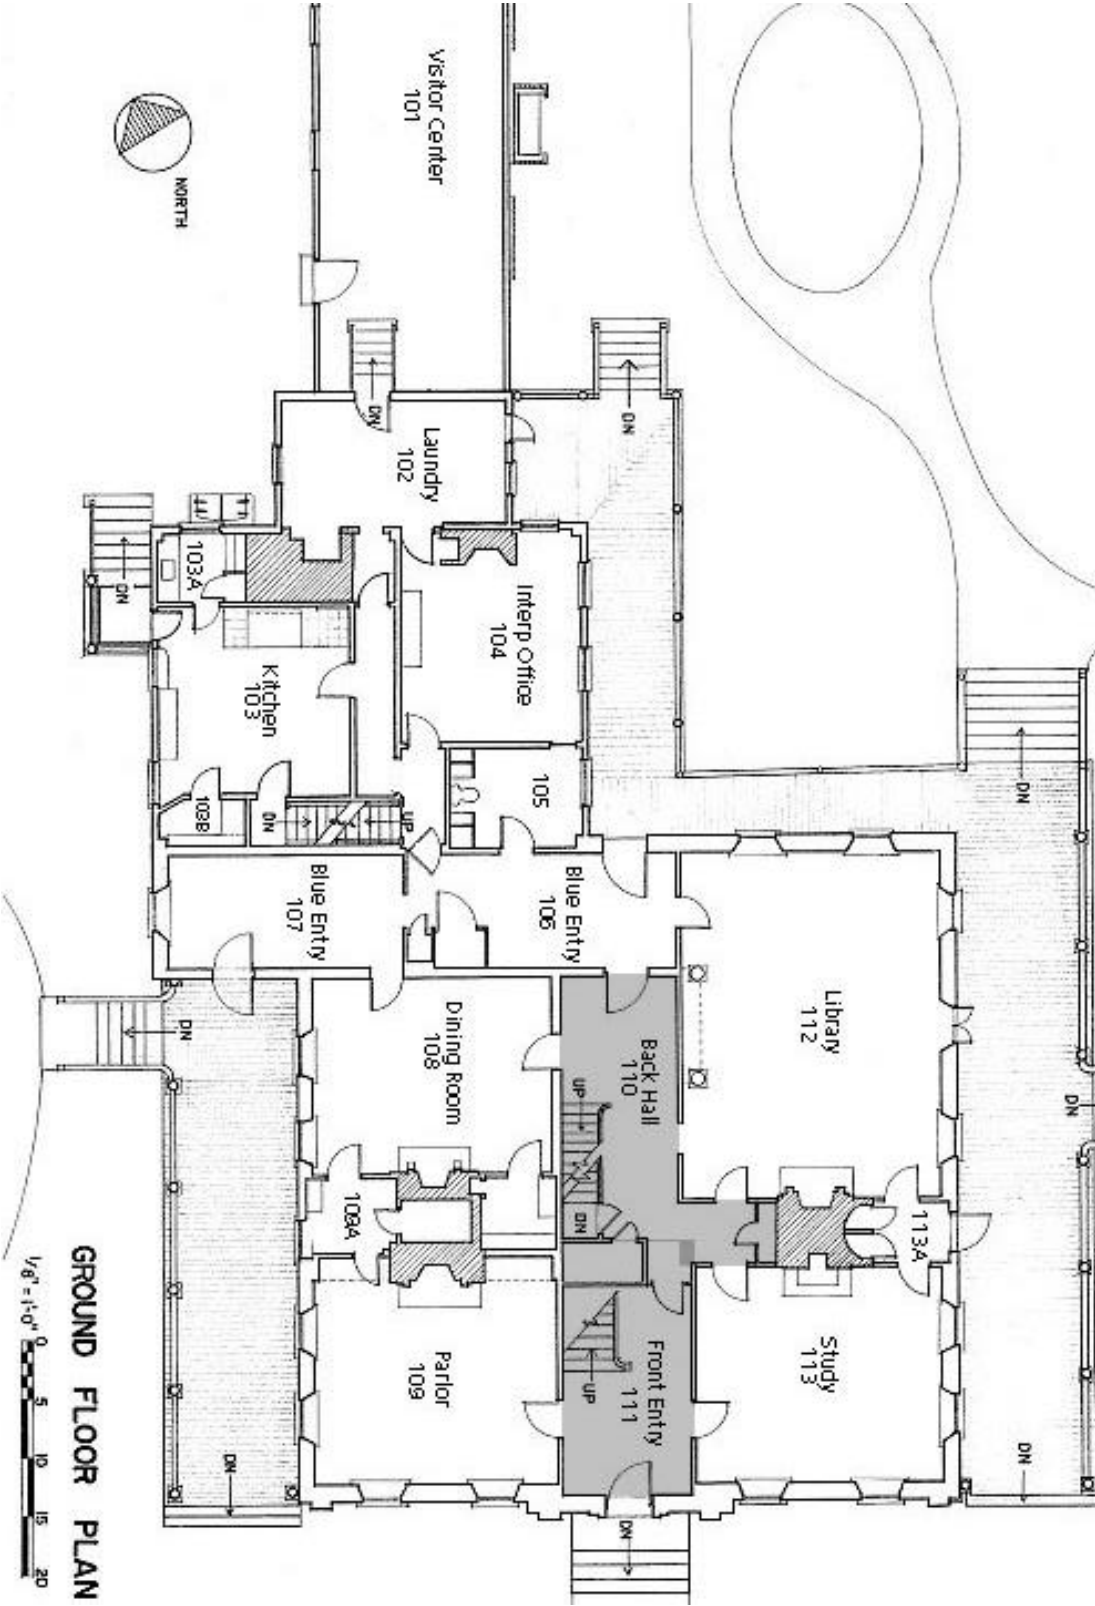 Visitor Center
101
NORTH
DN
DN
Laundry
102
DN
103A
Interp Office
104
Kitchen
103
DN
103B
DN
UP
105
Blue Entry
107
Blue Entry
106
DN
Library
112
Dining Room
108
Back Hall
110
UP
DN
DN
109A
DN
113A
Parlor
109
Front Entry
111
UP
Study
113
DN
DN
DN
GROUND FLOOR PLAN
1/8" = 1'-0"
0 5 10 15 20